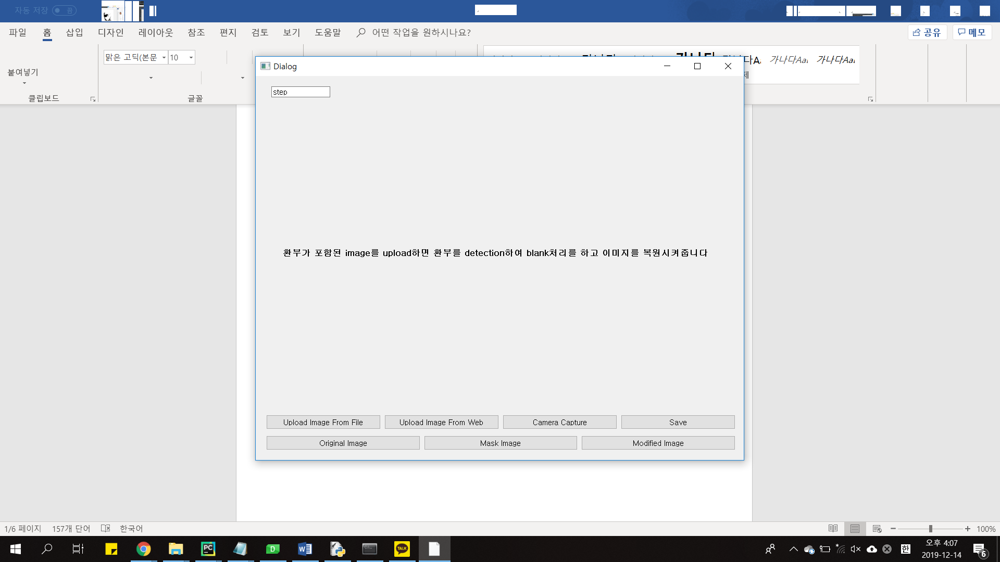 자동 저장 끔
파일 홈 삽입 디자인 레이아웃 참조 편지 검토 보기 도움말 어떤 작업을 원하시나요? 공유 메모
맑은 고딕(본문 10
붙여넣기
가나다Aal 가나다Aal
제
클립보드 글꼴
Dialog
step
환부가 포함된 image를 upload하면 환부를 detection하여 blank처리를 하고 이미지를 복원시켜줍니다
Upload Image From File Upload Image From Web Camera Capture Save
Original Image Mask Image Modified Image
1/6 페이지 157개 단어 한국어 100%
PC D W TALK 한 오후 4:07
2019-12-14 6